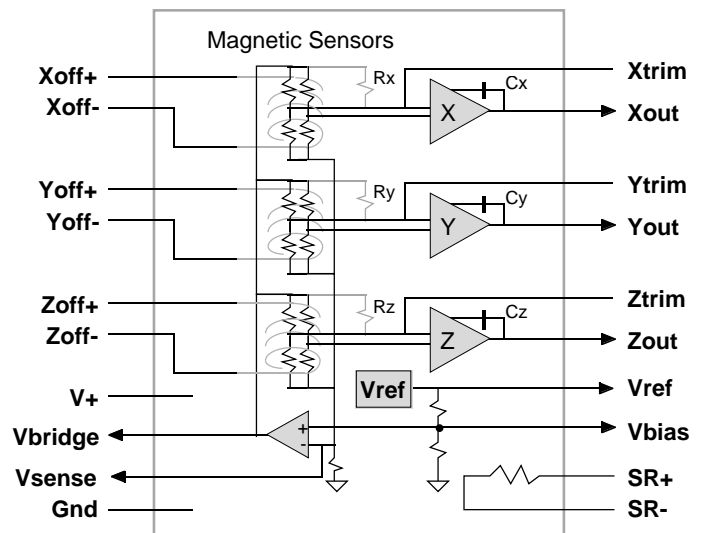 Magnetic Sensors
Xoff+
Xoff-
Rx
Cx
X
Xtrim
Xout
Yoff+
Yoff-
Ry
Cy
Y
Ytrim
Yout
Zoff+
Zoff-
Rz
Cz
Z
Ztrim
Zout
V+
Vref
Vref
Vbridge
+
-
Vbias
Vsense
SR+
Gnd
SR-